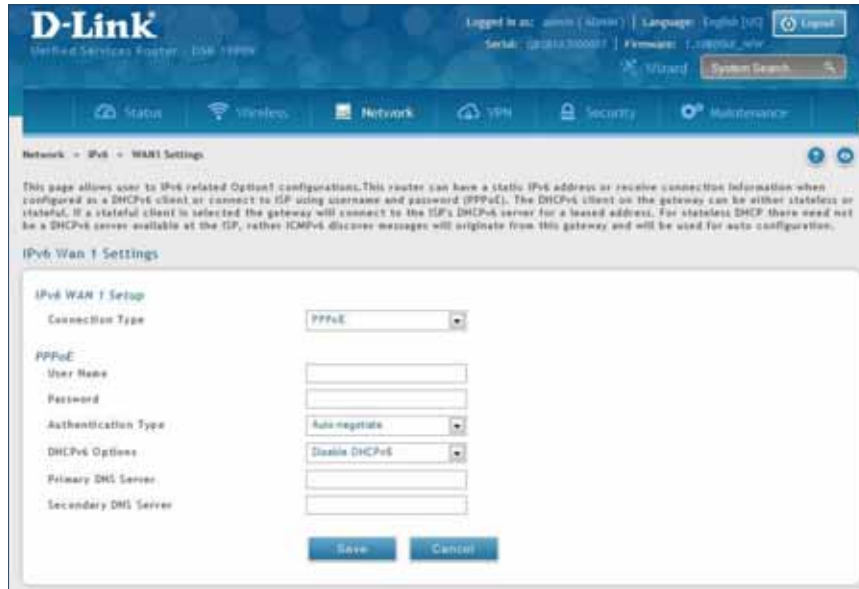 D-Link
Logged in as: admin ( ADMIN ) | Language: English [US]
Logout
Unified Services Router -
Serial: | Firmware:
Wizard
System Search
Status
Wireless
Network
VPN
Security
Maintenance
Network » IPv6 » WAN1 Settings
This page allows user to IPv6 related Option1 configurations.This router can have a static IPv6 address or receive connection information when
configured as a DHCPv6 client or connect to ISP using username and password (PPPoE). The DHCPv6 client on the gateway can be either stateless or
stateful. If a stateful client is selected the gateway will connect to the ISP's DHCPv6 server for a leased address. For stateless DHCP there need not
be a DHCPv6 server available at the ISP, rather ICMPv6 discover messages will originate from this gateway and will be used for auto configuration.
IPv6 Wan 1 Settings
IPv6 WAN 1 Setup
Connection Type
PPPoE
PPPoE
User Name
Password
Authentication Type
Auto-negotiate
DHCPv6 Options
Disable DHCPv6
Primary DNS Server
Secondary DNS Server
Save
Cancel